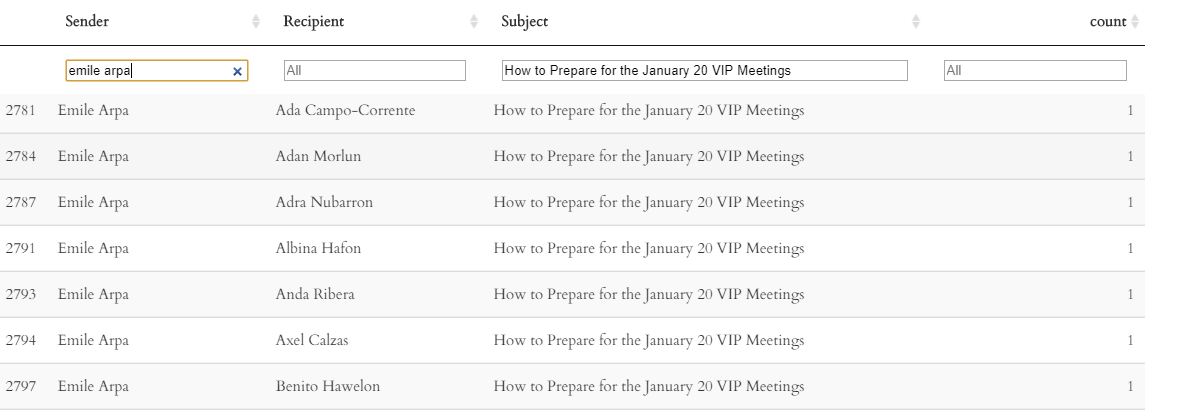 Sender Recipient Subject count
emile arpa All How to Prepare for the January 20 VIP Meetings All
2781 Emile Arpa Ada Campo-Corrente How to Prepare for the January 20 VIP Meetings 1
2784 Emile Arpa Adan Morlun How to Prepare for the January 20 VIP Meetings 1
2787 Emile Arpa Adra Nubarron How to Prepare for the January 20 VIP Meetings 1
2791 Emile Arpa Albina Hafon How to Prepare for the January 20 VIP Meetings 1
2793 Emile Arpa Anda Ribera How to Prepare for the January 20 VIP Meetings 1
2794 Emile Arpa Axel Calzas How to Prepare for the January 20 VIP Meetings 1
2797 Emile Arpa Benito Hawelon How to Prepare for the January 20 VIP Meetings 1